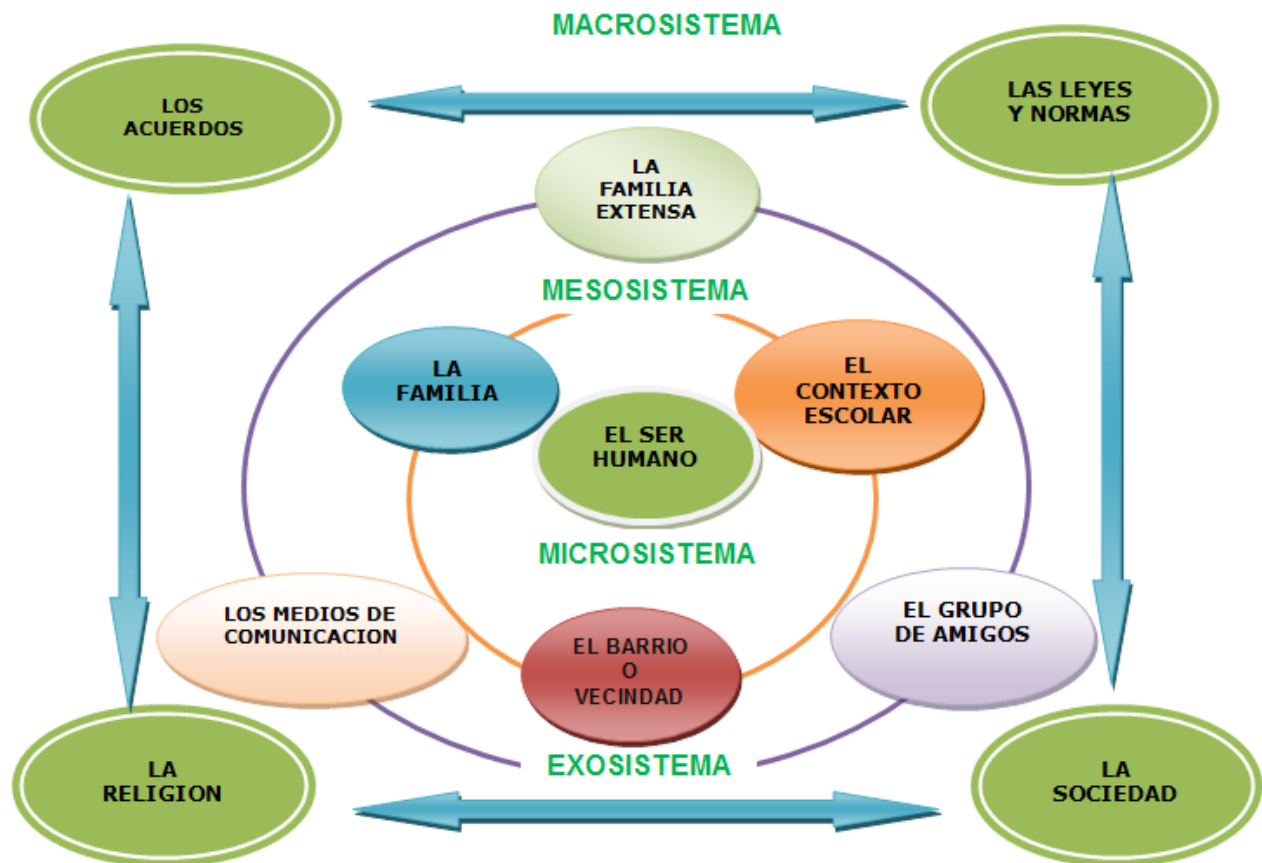 MACROSISTEMA
LOS
ACUERDOS
LAS LEYES
Y NORMAS
LA
FAMILIA
EXTENSA
MESOSISTEMA
LA
FAMILIA
EL
CONTEXTO
ESCOLAR
EL SER
HUMANO
MICROSISTEMA
LOS MEDIOS DE
COMUNICACION
EL GRUPO
DE AMIGOS
EL BARRIO
O
VECINDAD
EXOSISTEMA
LA
RELIGION
LA
SOCIEDAD